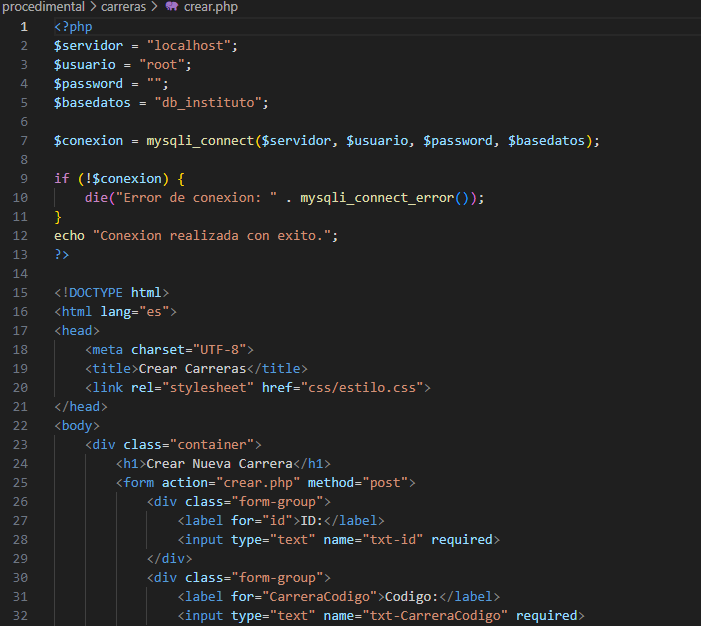 procedimental > carreras > crear.php
1 <?php
2 $servidor = "localhost";
3 $usuario = "root";
4 $password = "";
5 $basedatos = "db_instituto";
6
7 $conexion = mysqli_connect($servidor, $usuario, $password, $basedatos);
8
9 if (!$conexion) {
10     die("Error de conexion: " . mysqli_connect_error());
11 }
12 echo "Conexion realizada con exito.";
13 ?>
14
15 <!DOCTYPE html>
16 <html lang="es">
17 <head>
18     <meta charset="UTF-8">
19     <title>Crear Carreras</title>
20     <link rel="stylesheet" href="css/estilo.css">
21 </head>
22 <body>
23     <div class="container">
24         <h1>Crear Nueva Carrera</h1>
25         <form action="crear.php" method="post">
26             <div class="form-group">
27                 <label for="id">ID:</label>
28                 <input type="text" name="txt-id" required>
29             </div>
30             <div class="form-group">
31                 <label for="CarreraCodigo">Codigo:</label>
32                 <input type="text" name="txt-CarreraCodigo" required>